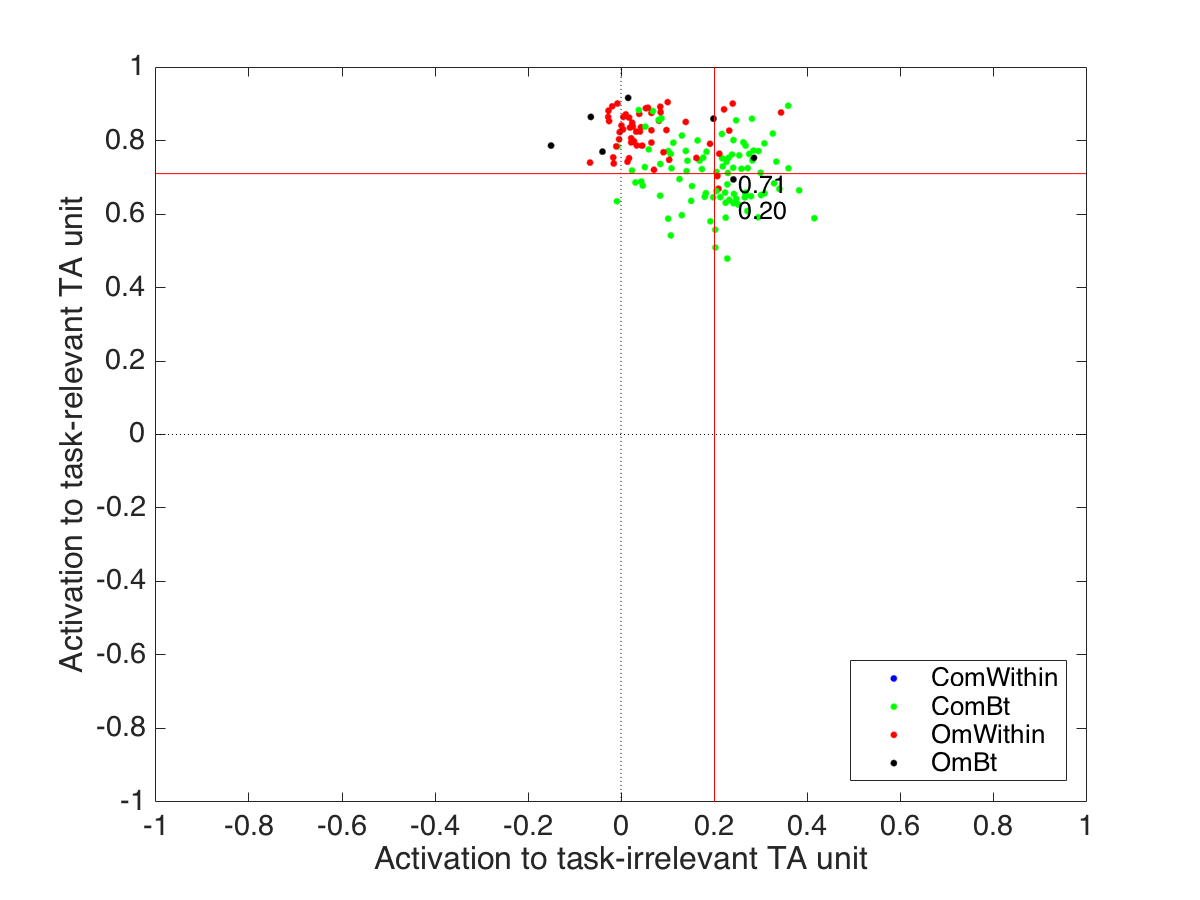 1
0.8
0.6
0.4
0.2
0
-0.2
-0.4
-0.6
-0.8
-1
Activation to task-relevant TA unit
0.71
0.20
ComWithin
ComBt
OmWithin
OmBt
-1 -0.8 -0.6 -0.4 -0.2 0 0.2 0.4 0.6 0.8 1
Activation to task-irrelevant TA unit